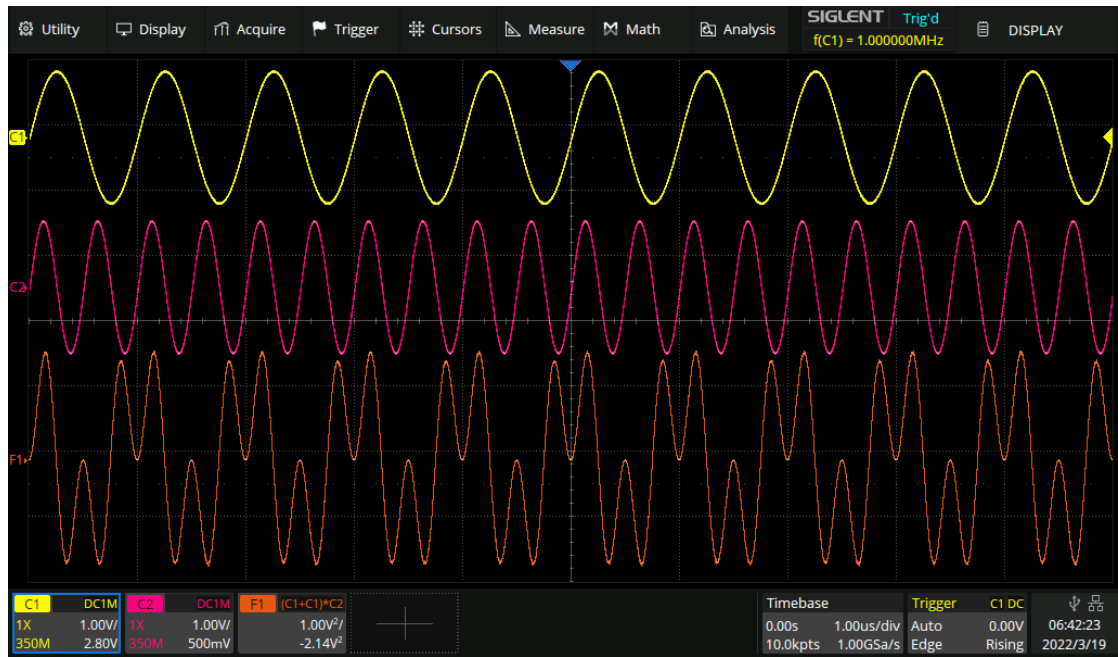 Utility Display Acquire Trigger Cursors Measure Math Analysis SIGLENT Trig'd DISPLAY
f(C1) = 1.000000MHz
C1
C2
F1
C1 DC1M C2 DC1M F1 (C1+C1)*C2 Timebase Trigger C1 DC
1X 1.00V/ 1X 1.00V/ 1.00V²/ 0.00s 1.00us/div Auto 0.00V 06:42:23
350M 2.80V 350M 500mV -2.14V² 10.0kpts 1.00GSa/s Edge Rising 2022/3/19